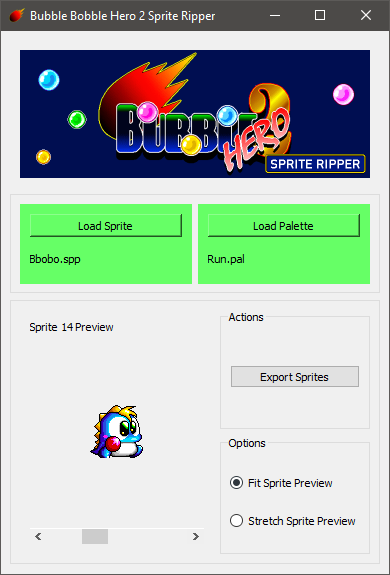 Bubble Bobble Hero 2 Sprite Ripper
BUBBLE
HERO
2
SPRITE RIPPER
Load Sprite
Load Palette
Bbobo.spp
Run.pal
Sprite 14 Preview
Actions
Export Sprites
Options
Fit Sprite Preview
Stretch Sprite Preview